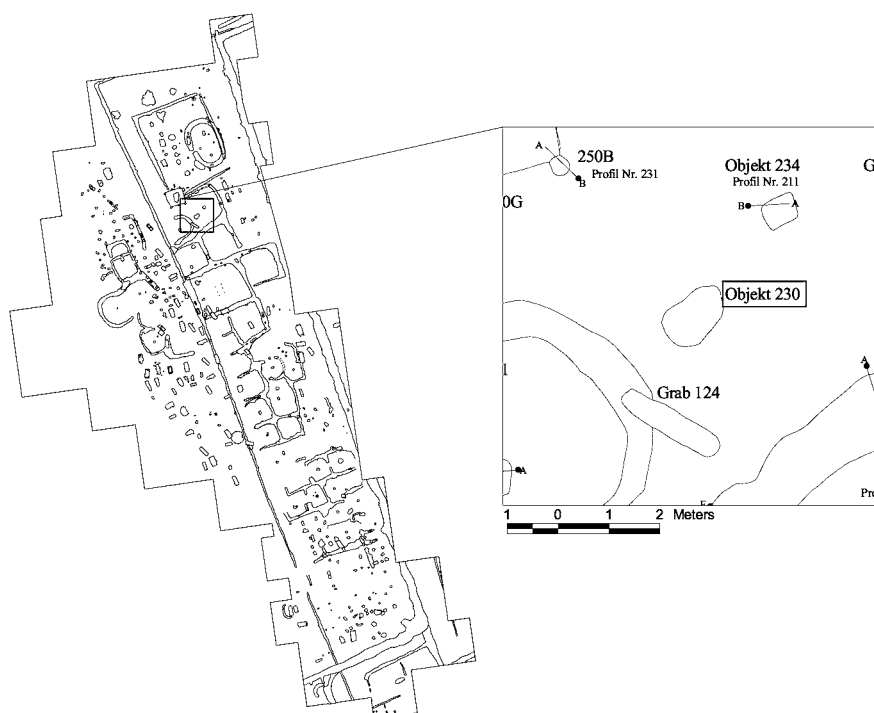 A
250B
Profil Nr. 231
B
Objekt 234
Profil Nr. 211
B
A
G
0G
Objekt 230
I
A
Grab 124
A
Pro
1 0 1 2 Meters